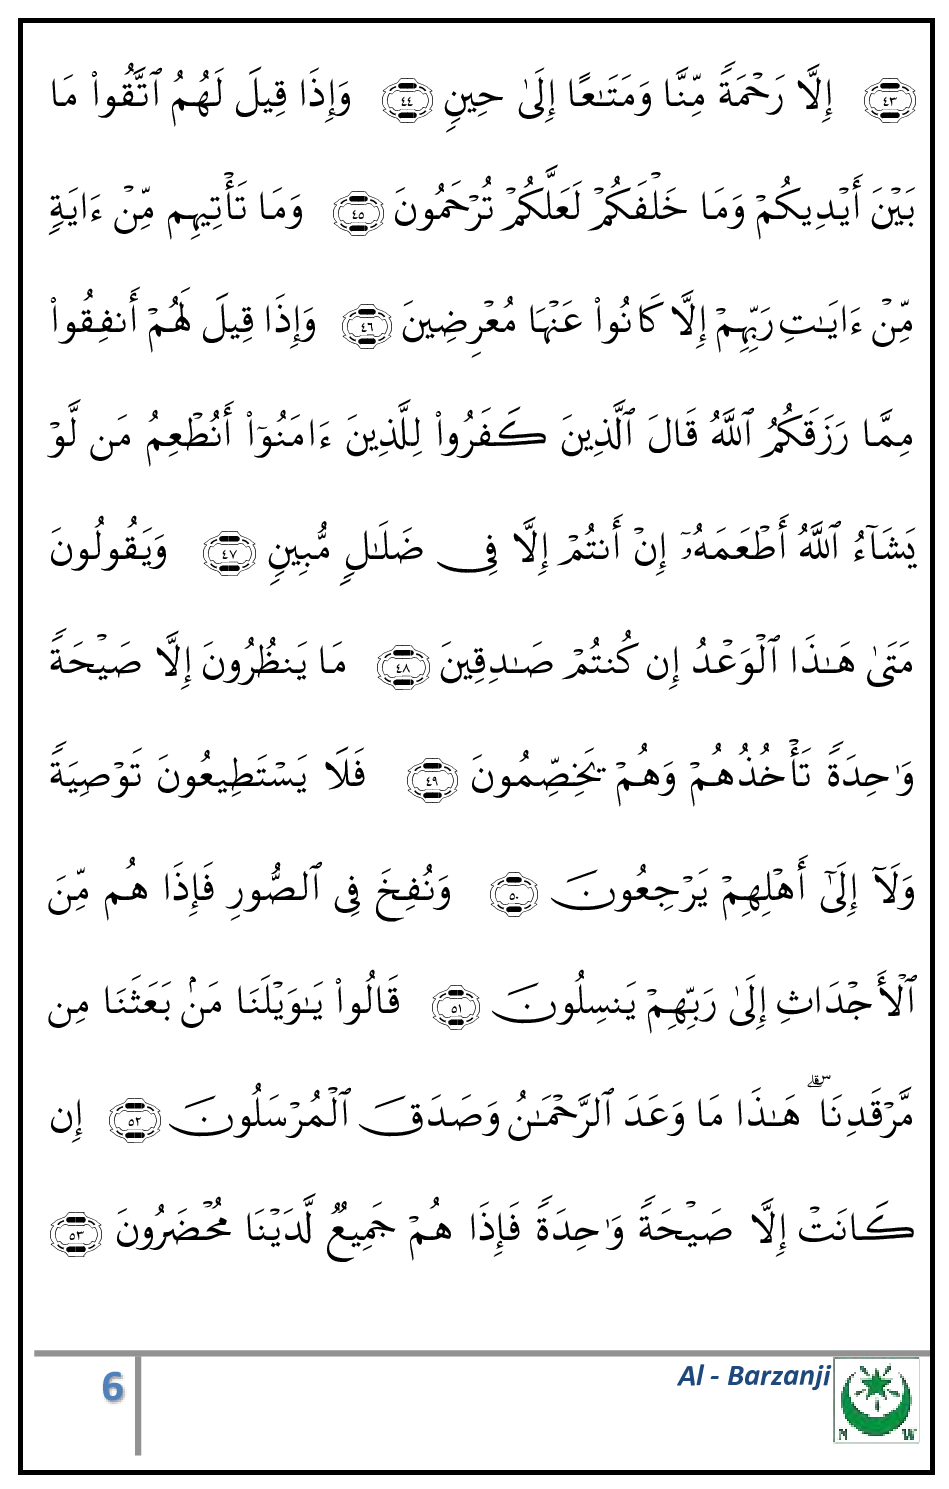 ﴿٤٣﴾ إِلَّا رَحْمَةً مِّنَّا وَمَتَـٰعًا إِلَىٰ حِينٍ ﴿٤٤﴾ وَإِذَا قِيلَ لَهُمُ ٱتَّقُوا۟ مَا
بَيْنَ أَيْدِيكُمْ وَمَا خَلْفَكُمْ لَعَلَّكُمْ تُرْحَمُونَ ﴿٤٥﴾ وَمَا تَأْتِيهِم مِّنْ ءَايَةٍ
مِّنْ ءَايَـٰتِ رَبِّهِمْ إِلَّا كَانُوا۟ عَنْهَا مُعْرِضِينَ ﴿٤٦﴾ وَإِذَا قِيلَ لَهُمْ أَنفِقُوا۟
مِمَّا رَزَقَكُمُ ٱللَّهُ قَالَ ٱلَّذِينَ كَفَرُوا۟ لِلَّذِينَ ءَامَنُوٓا۟ أَنُطْعِمُ مَن لَّوْ
يَشَآءُ ٱللَّهُ أَطْعَمَهُۥٓ إِنْ أَنتُمْ إِلَّا فِى ضَلَـٰلٍ مُّبِينٍ ﴿٤٧﴾ وَيَقُولُونَ
مَتَىٰ هَـٰذَا ٱلْوَعْدُ إِن كُنتُمْ صَـٰدِقِينَ ﴿٤٨﴾ مَا يَنظُرُونَ إِلَّا صَيْحَةً
وَٰحِدَةً تَأْخُذُهُمْ وَهُمْ يَخِصِّمُونَ ﴿٤٩﴾ فَلَا يَسْتَطِيعُونَ تَوْصِيَةً
وَلَآ إِلَىٰٓ أَهْلِهِمْ يَرْجِعُونَ ﴿٥٠﴾ وَنُفِخَ فِى ٱلصُّورِ فَإِذَا هُم مِّنَ
ٱلْأَجْدَاثِ إِلَىٰ رَبِّهِمْ يَنسِلُونَ ﴿٥١﴾ قَالُوا۟ يَـٰوَيْلَنَا مَنۢ بَعَثَنَا مِن
مَّرْقَدِنَا ۜ ۗ هَـٰذَا مَا وَعَدَ ٱلرَّحْمَـٰنُ وَصَدَقَ ٱلْمُرْسَلُونَ ﴿٥٢﴾ إِن
كَانَتْ إِلَّا صَيْحَةً وَٰحِدَةً فَإِذَا هُمْ جَمِيعٌ لَّدَيْنَا مُحْضَرُونَ ﴿٥٣﴾
6 Al - Barzanji
N W